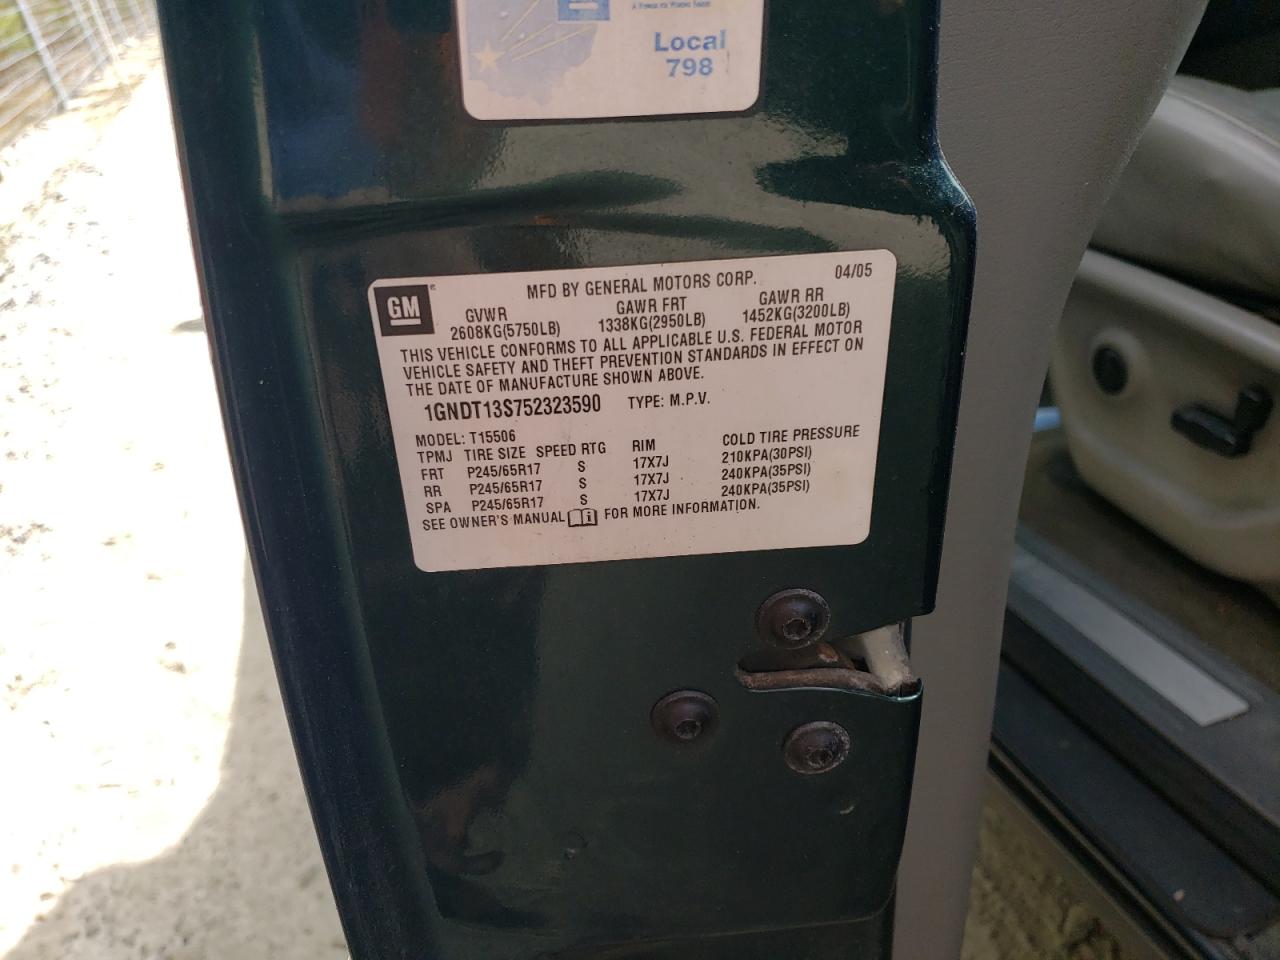 Local
798
GM
MFD BY GENERAL MOTORS CORP. 04/05
GVWR GAWR FRT GAWR RR
2608KG(5750LB) 1338KG(2950LB) 1452KG(3200LB)
THIS VEHICLE CONFORMS TO ALL APPLICABLE U.S. FEDERAL MOTOR
VEHICLE SAFETY AND THEFT PREVENTION STANDARDS IN EFFECT ON
THE DATE OF MANUFACTURE SHOWN ABOVE.
1GNDT13S752323590 TYPE: M.P.V.
MODEL: T15506
TPMJ TIRE SIZE SPEED RTG RIM COLD TIRE PRESSURE
FRT P245/65R17 S 17X7J 210KPA(30PSI)
RR P245/65R17 S 17X7J 240KPA(35PSI)
SPA P245/65R17 S 17X7J 240KPA(35PSI)
SEE OWNER'S MANUAL FOR MORE INFORMATION.